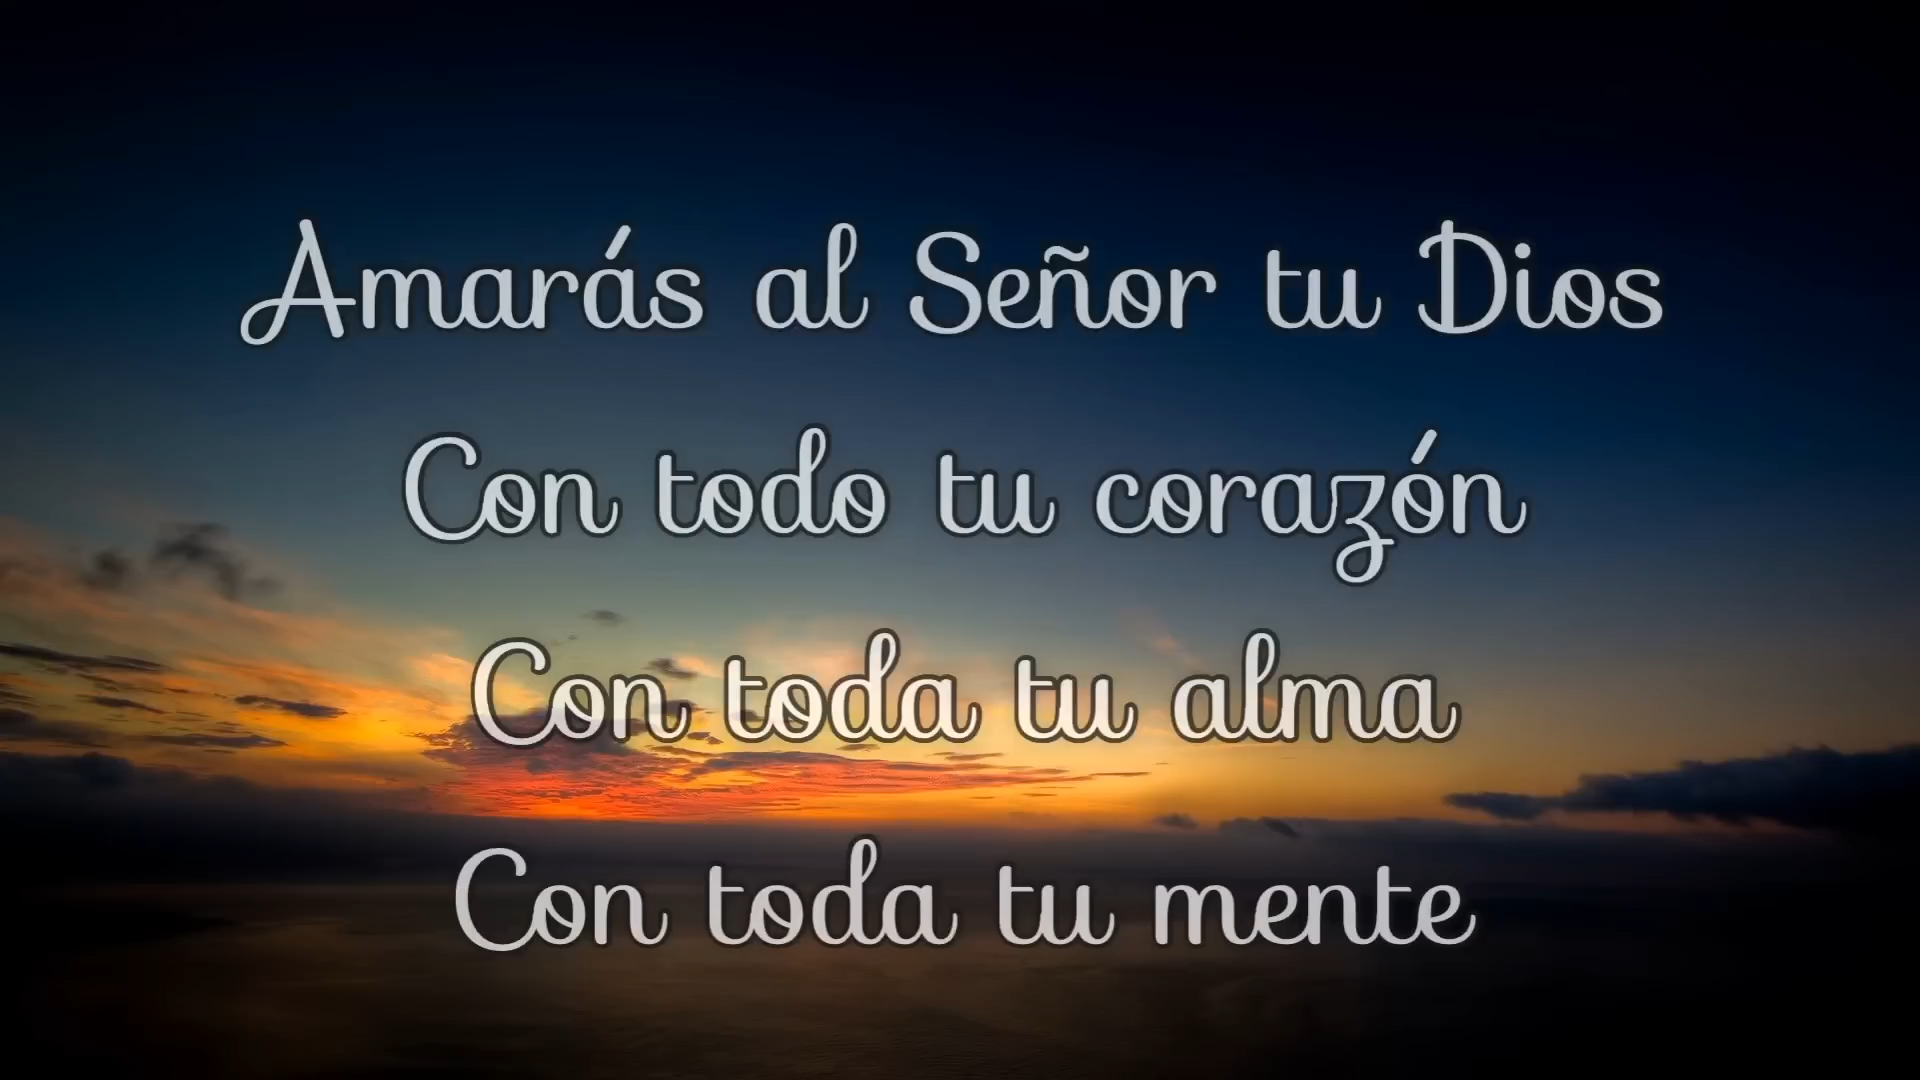 Amarás al Señor tu Dios
Con todo tu corazón
Con toda tu alma
Con toda tu mente